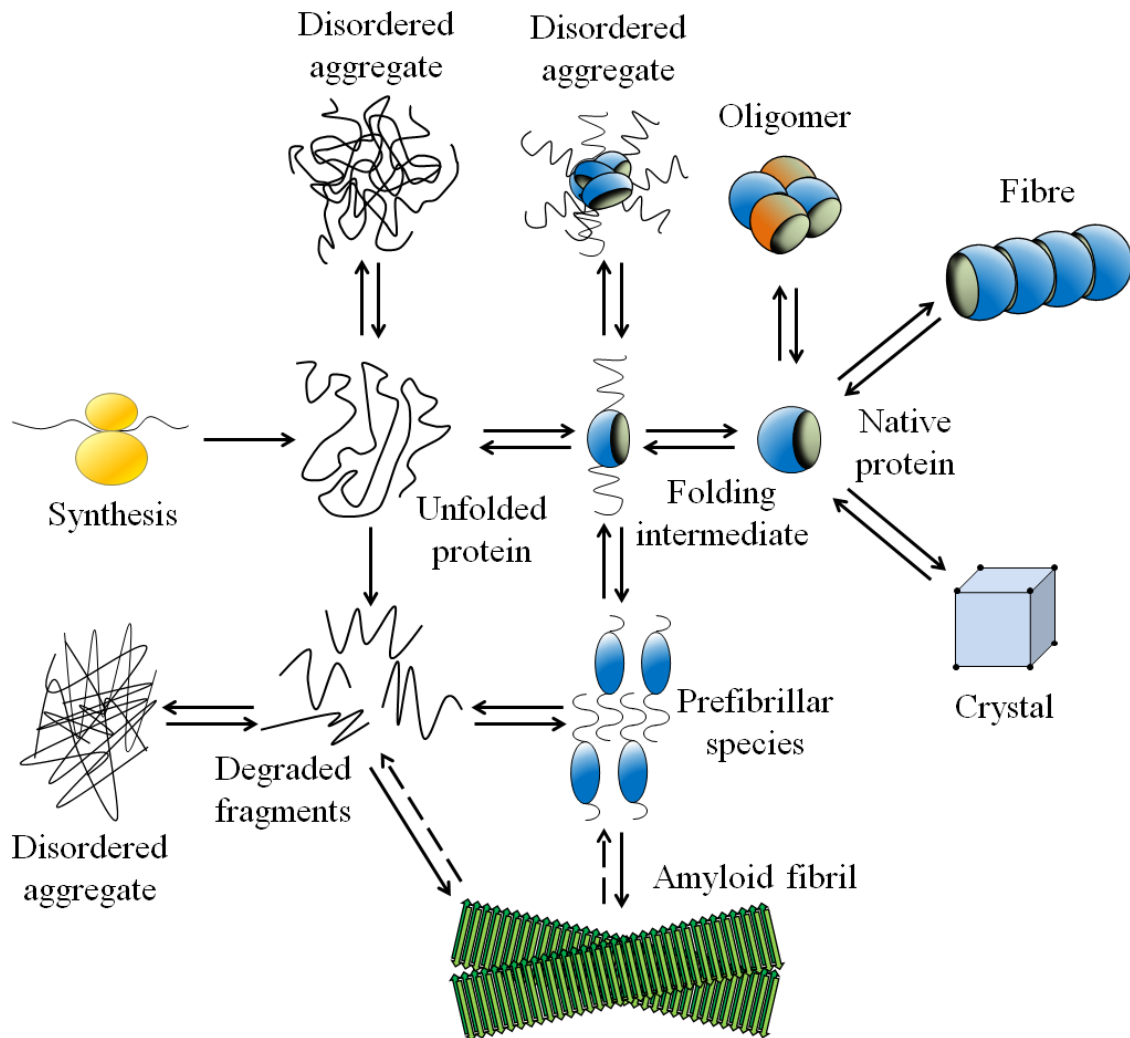 Disordered
aggregate
Disordered
aggregate
Oligomer
Fibre
Synthesis
Unfolded
protein
Folding
intermediate
Native
protein
Crystal
Prefibrillar
species
Degraded
fragments
Disordered
aggregate
Amyloid fibril